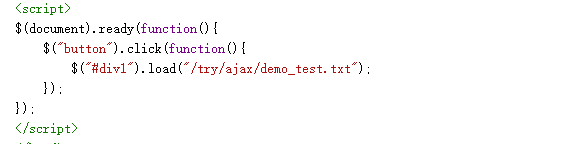 <script>
$(document).ready(function(){
    $("button").click(function(){
        $("#div1").load("/try/ajax/demo_test.txt");
    });
});
</script>